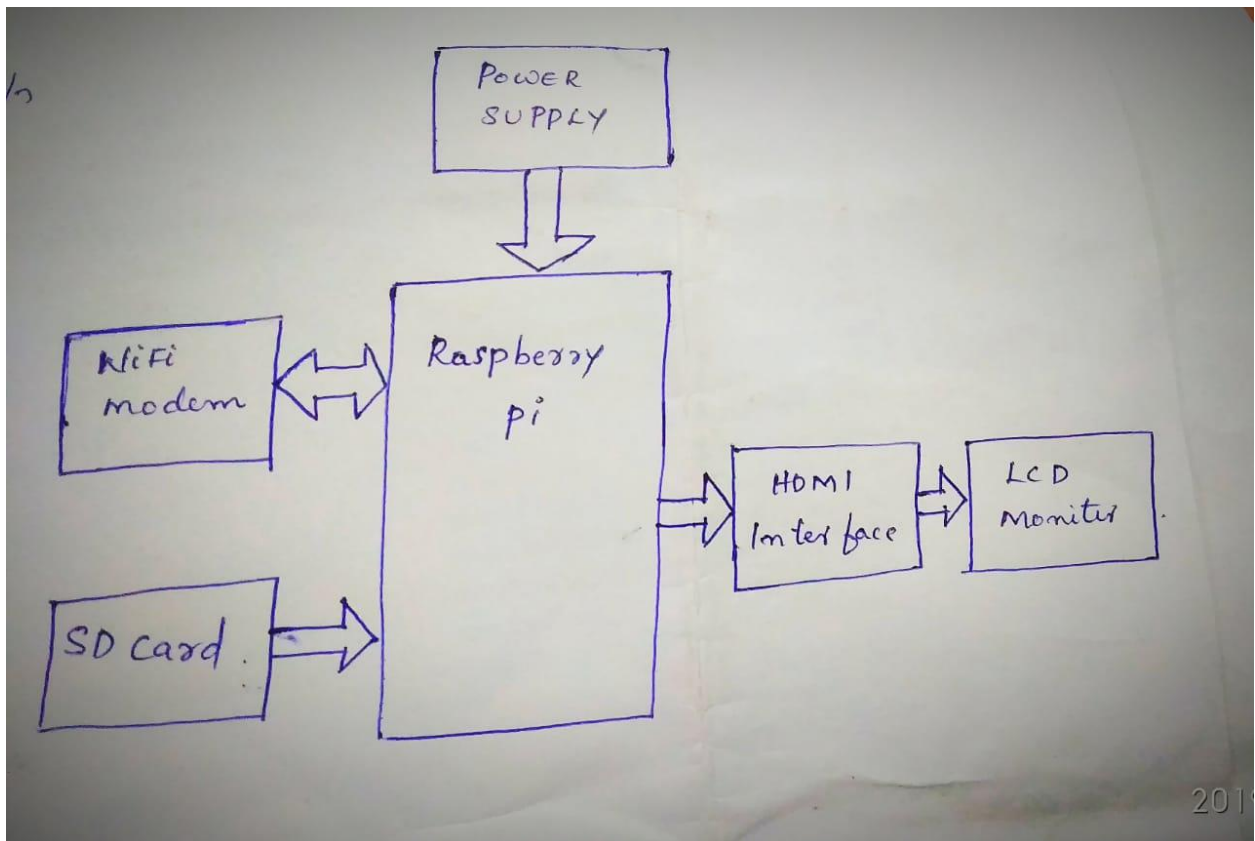 POWER
SUPPLY
WiFi
modem
Raspberry
pi
HDMI
Interface
LCD
Moniter
SD Card.
201